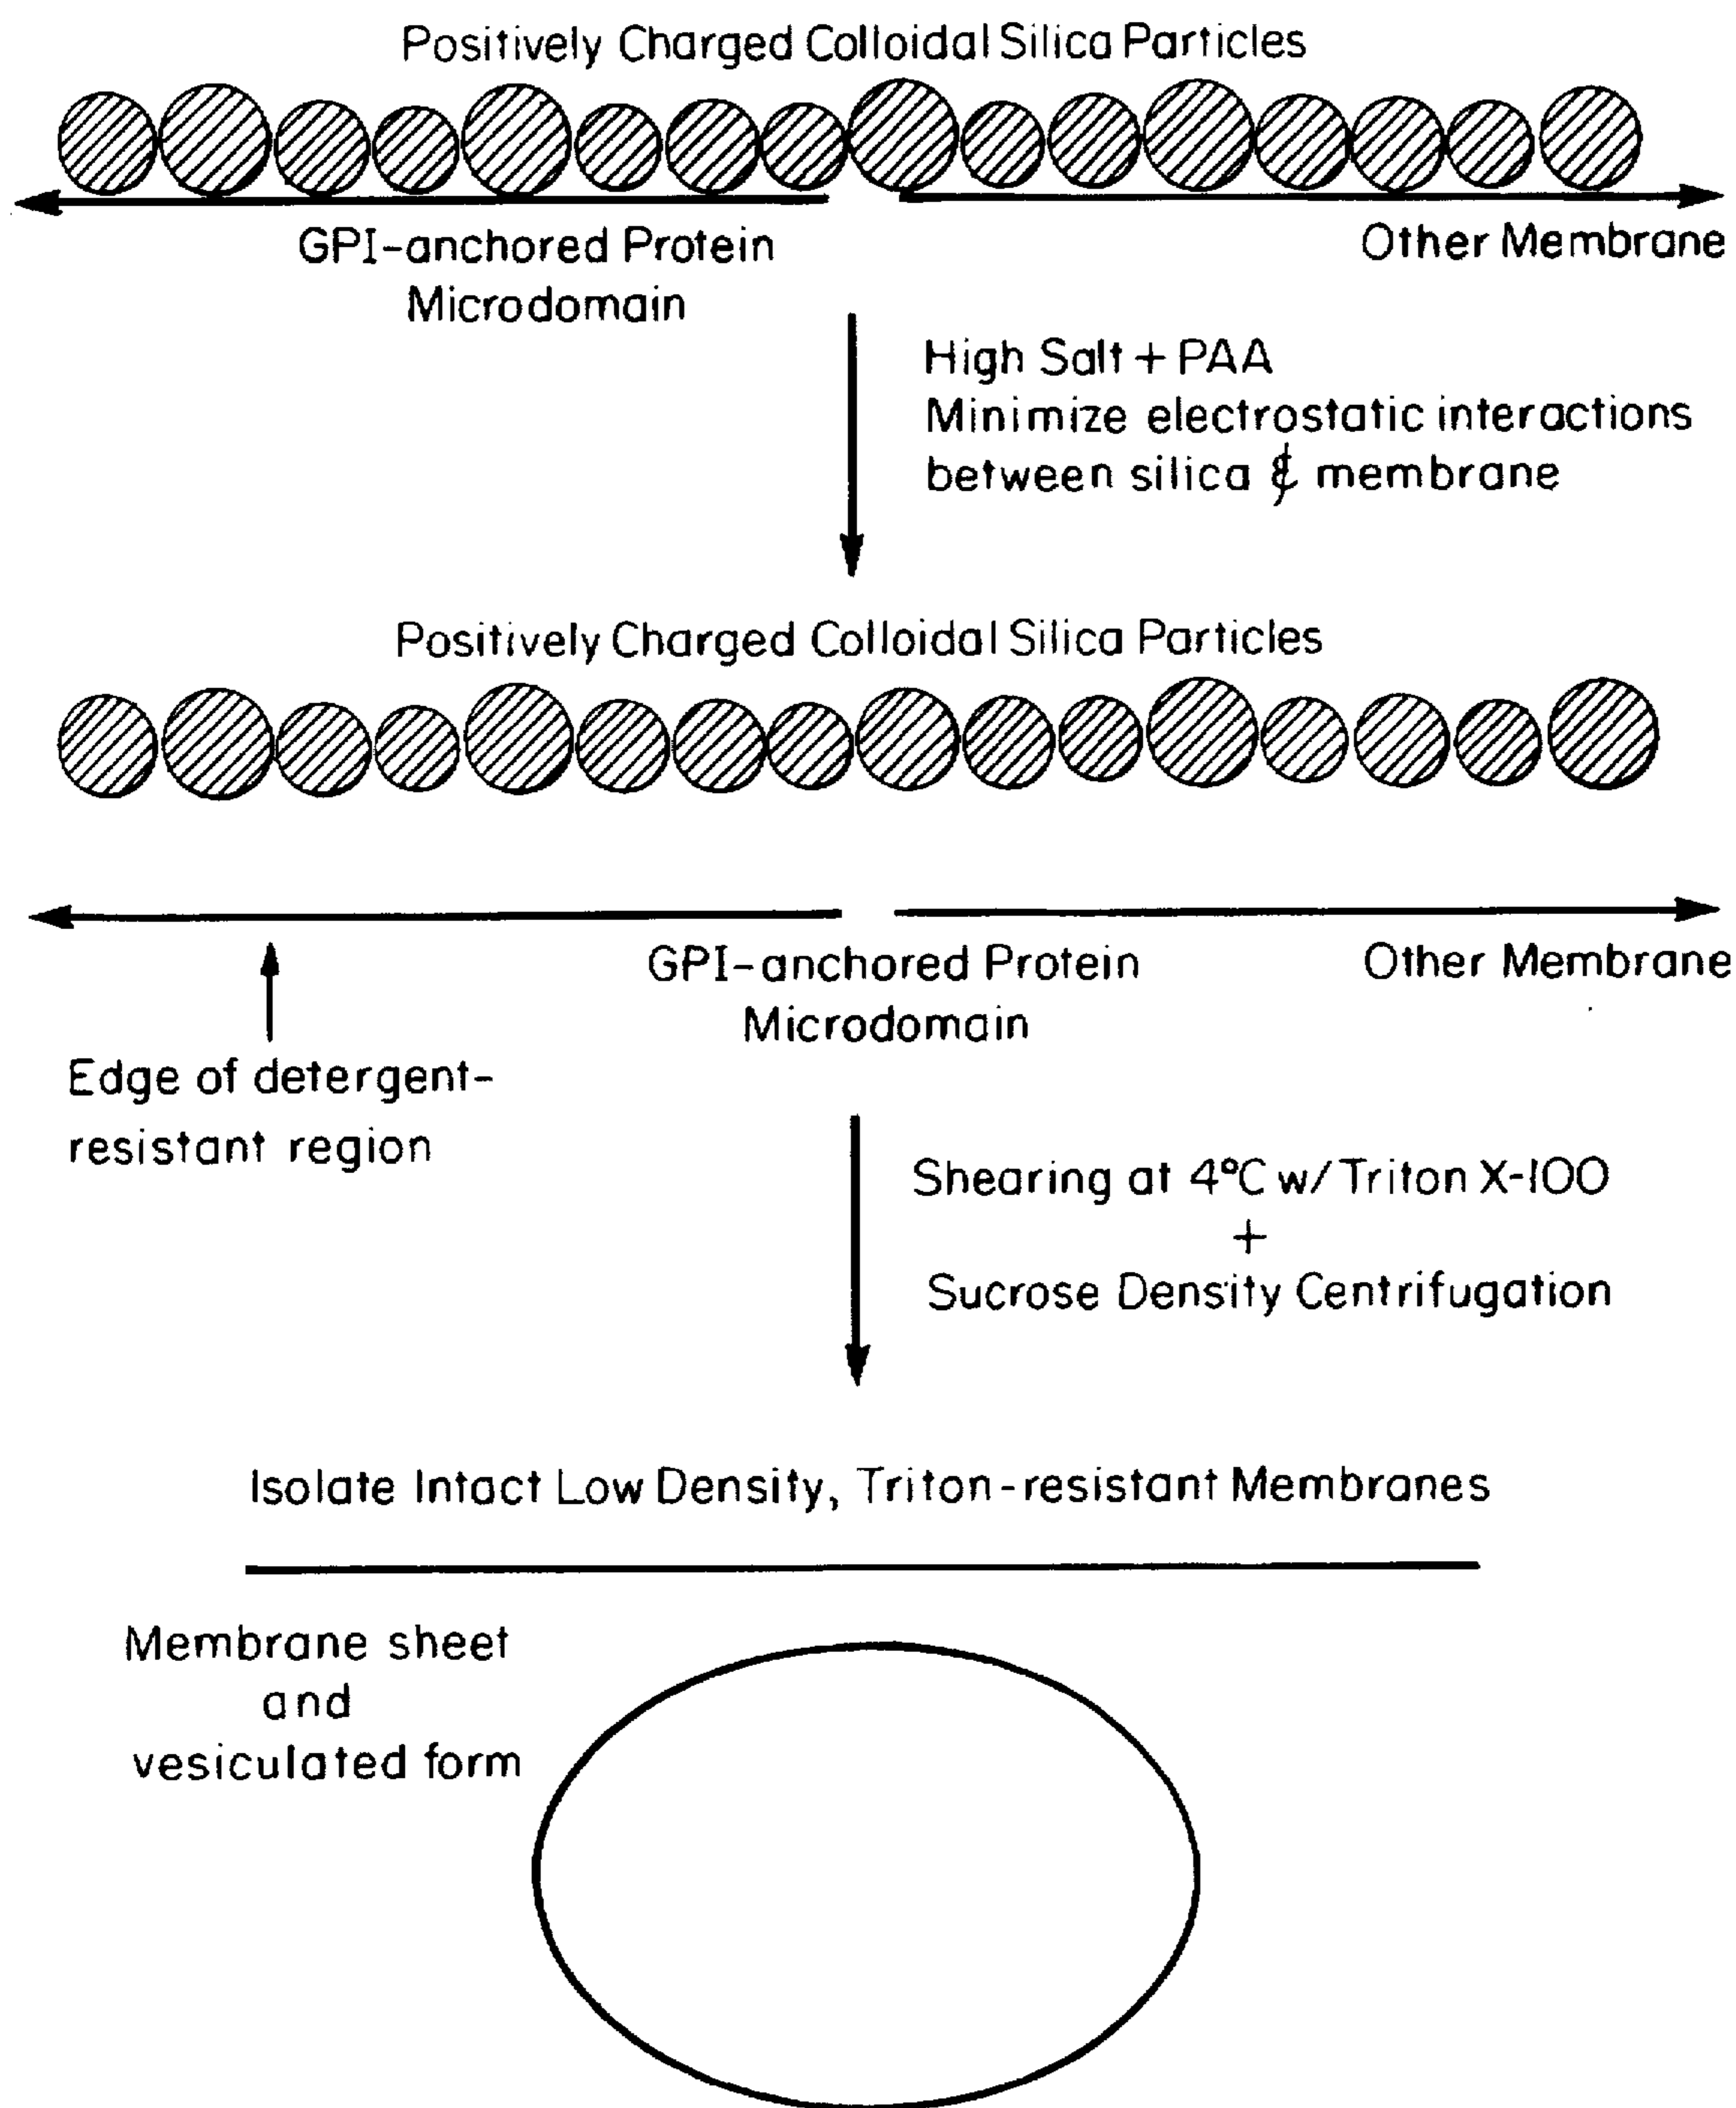 Positively Charged Colloidal Silica Particles
GPI-anchored Protein
Microdomain
Other Membrane
High Salt + PAA
Minimize electrostatic interactions
between silica & membrane
Positively Charged Colloidal Silica Particles
GPI-anchored Protein
Microdomain
Other Membrane
Edge of detergent-
resistant region
Shearing at 4°C w/Triton X-100
+
Sucrose Density Centrifugation
Isolate Intact Low Density, Triton-resistant Membranes
Membrane sheet
and
vesiculated form